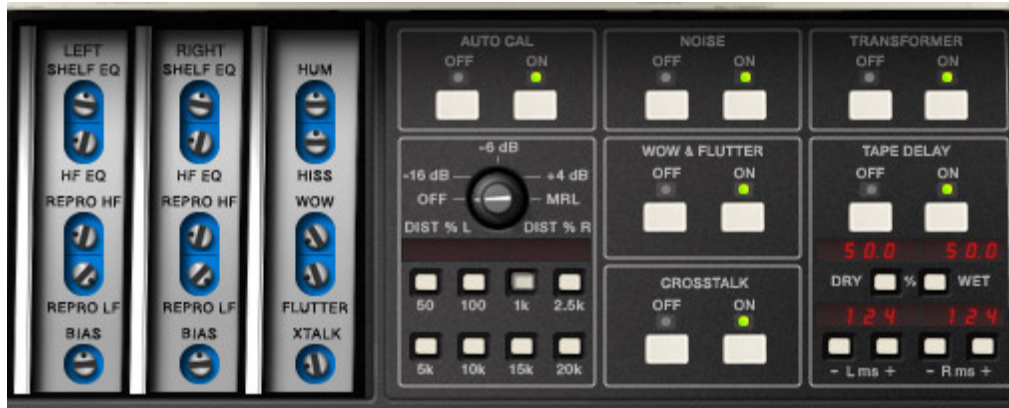 LEFT
SHELF EQ
HF EQ
REPRO HF
REPRO LF
BIAS
RIGHT
SHELF EQ
HF EQ
REPRO HF
REPRO LF
BIAS
HUM
HISS
WOW
FLUTTER
XTALK
AUTO CAL
OFF ON
-6 dB
-16 dB +4 dB
OFF MRL
DIST % L DIST % R
50 100 1k 2.5k
5k 10k 15k 20k
NOISE
OFF ON
WOW & FLUTTER
OFF ON
CROSSTALK
OFF ON
TRANSFORMER
OFF ON
TAPE DELAY
OFF ON
50.0 50.0
DRY % WET
124 124
- L ms + - R ms +